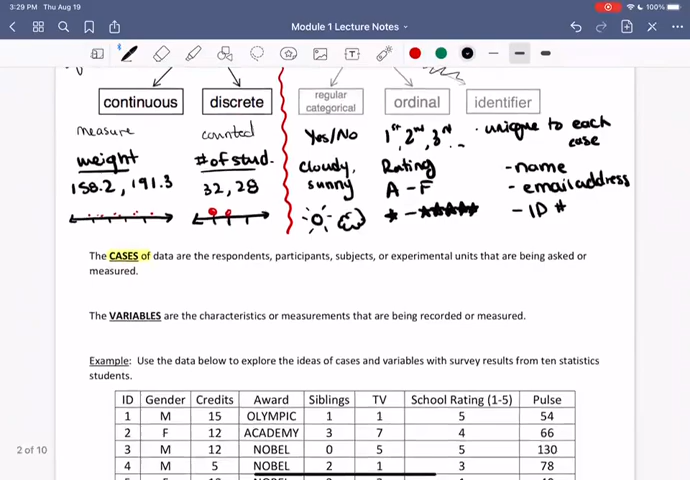 3:29 PM Thu Aug 19
100%
Module 1 Lecture Notes
continuous discrete regular categorical ordinal identifier
measure counted Yes/No 1st, 2nd, 3rd... · unique to each case
weight # of stud. Cloudy, sunny Rating - name
158.2, 191.3 32, 28 A - F - email address
- ID #
The CASES of data are the respondents, participants, subjects, or experimental units that are being asked or
measured.
The VARIABLES are the characteristics or measurements that are being recorded or measured.
Example: Use the data below to explore the ideas of cases and variables with survey results from ten statistics
students.
ID Gender Credits Award Siblings TV School Rating (1-5) Pulse
1 M 15 OLYMPIC 1 1 5 54
2 F 12 ACADEMY 3 7 4 66
3 M 12 NOBEL 0 5 5 130
4 M 5 NOBEL 2 1 3 78
2 of 10